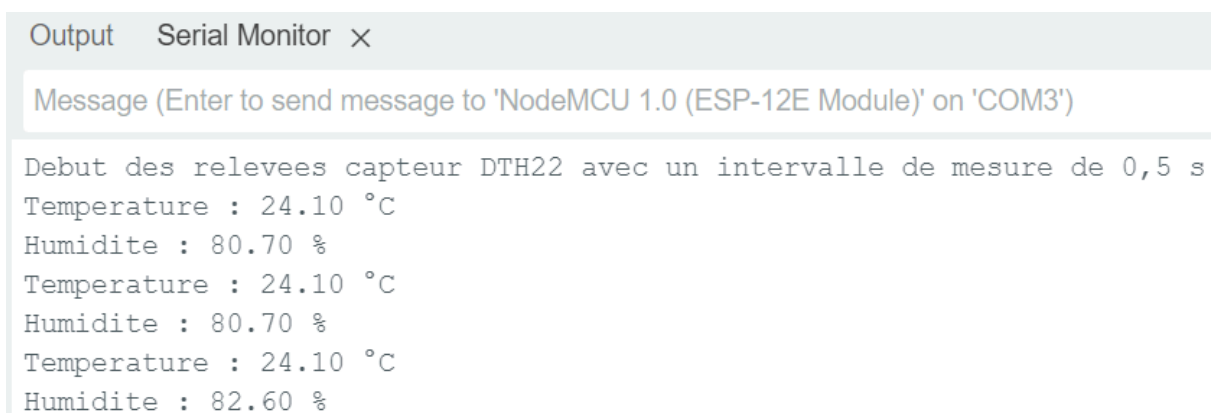 Output Serial Monitor ×
Message (Enter to send message to 'NodeMCU 1.0 (ESP-12E Module)' on 'COM3')
Debut des relevees capteur DTH22 avec un intervalle de mesure de 0,5 s
Temperature : 24.10 °C
Humidite : 80.70 %
Temperature : 24.10 °C
Humidite : 80.70 %
Temperature : 24.10 °C
Humidite : 82.60 %